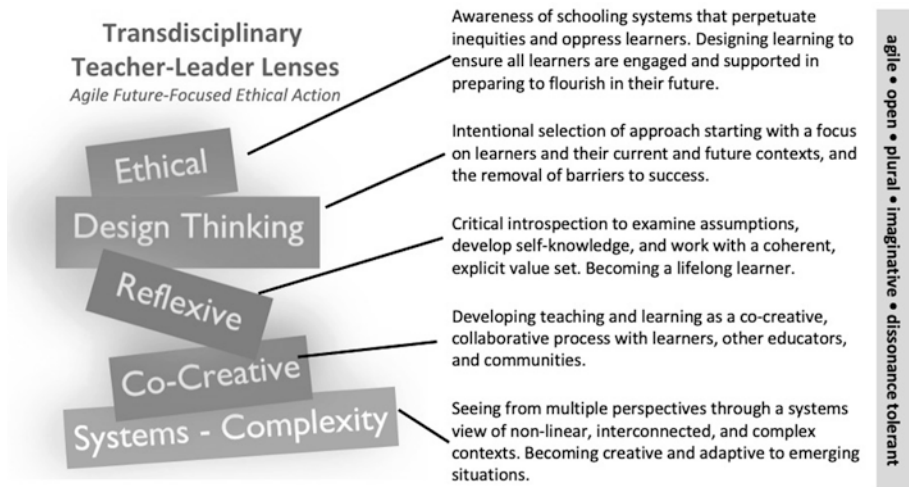 Transdisciplinary
Teacher-Leader Lenses
Agile Future-Focused Ethical Action
Ethical
Awareness of schooling systems that perpetuate
inequities and oppress learners. Designing learning to
ensure all learners are engaged and supported in
preparing to flourish in their future.
Design Thinking
Intentional selection of approach starting with a focus
on learners and their current and future contexts, and
the removal of barriers to success.
Reflexive
Critical introspection to examine assumptions,
develop self-knowledge, and work with a coherent,
explicit value set. Becoming a lifelong learner.
Co-Creative
Developing teaching and learning as a co-creative,
collaborative process with learners, other educators,
and communities.
Systems - Complexity
Seeing from multiple perspectives through a systems
view of non-linear, interconnected, and complex
contexts. Becoming creative and adaptive to emerging
situations.
agile • open • plural • imaginative • dissonance tolerant